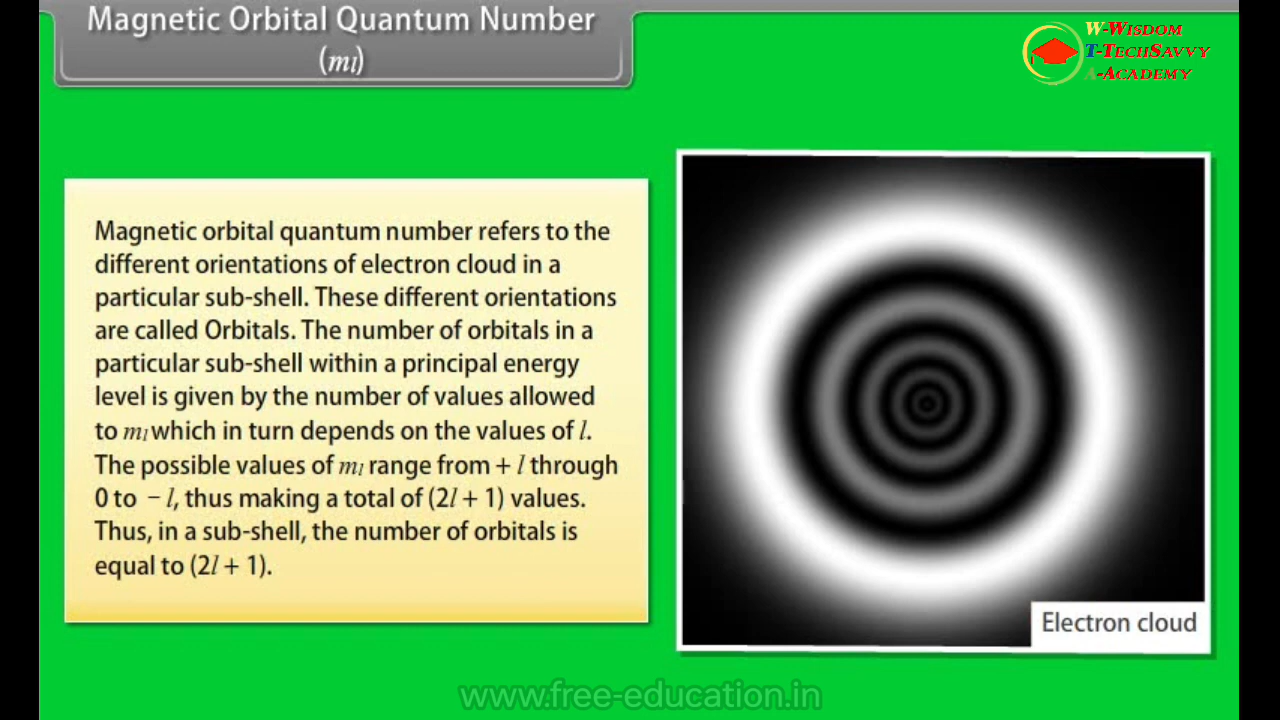 Magnetic Orbital Quantum Number
(ml)
W-Wisdom
T-TechSavvy
A-Academy
Magnetic orbital quantum number refers to the
different orientations of electron cloud in a
particular sub-shell. These different orientations
are called Orbitals. The number of orbitals in a
particular sub-shell within a principal energy
level is given by the number of values allowed
to ml which in turn depends on the values of l.
The possible values of ml range from + l through
0 to − l, thus making a total of (2l + 1) values.
Thus, in a sub-shell, the number of orbitals is
equal to (2l + 1).
Electron cloud
www.free-education.in